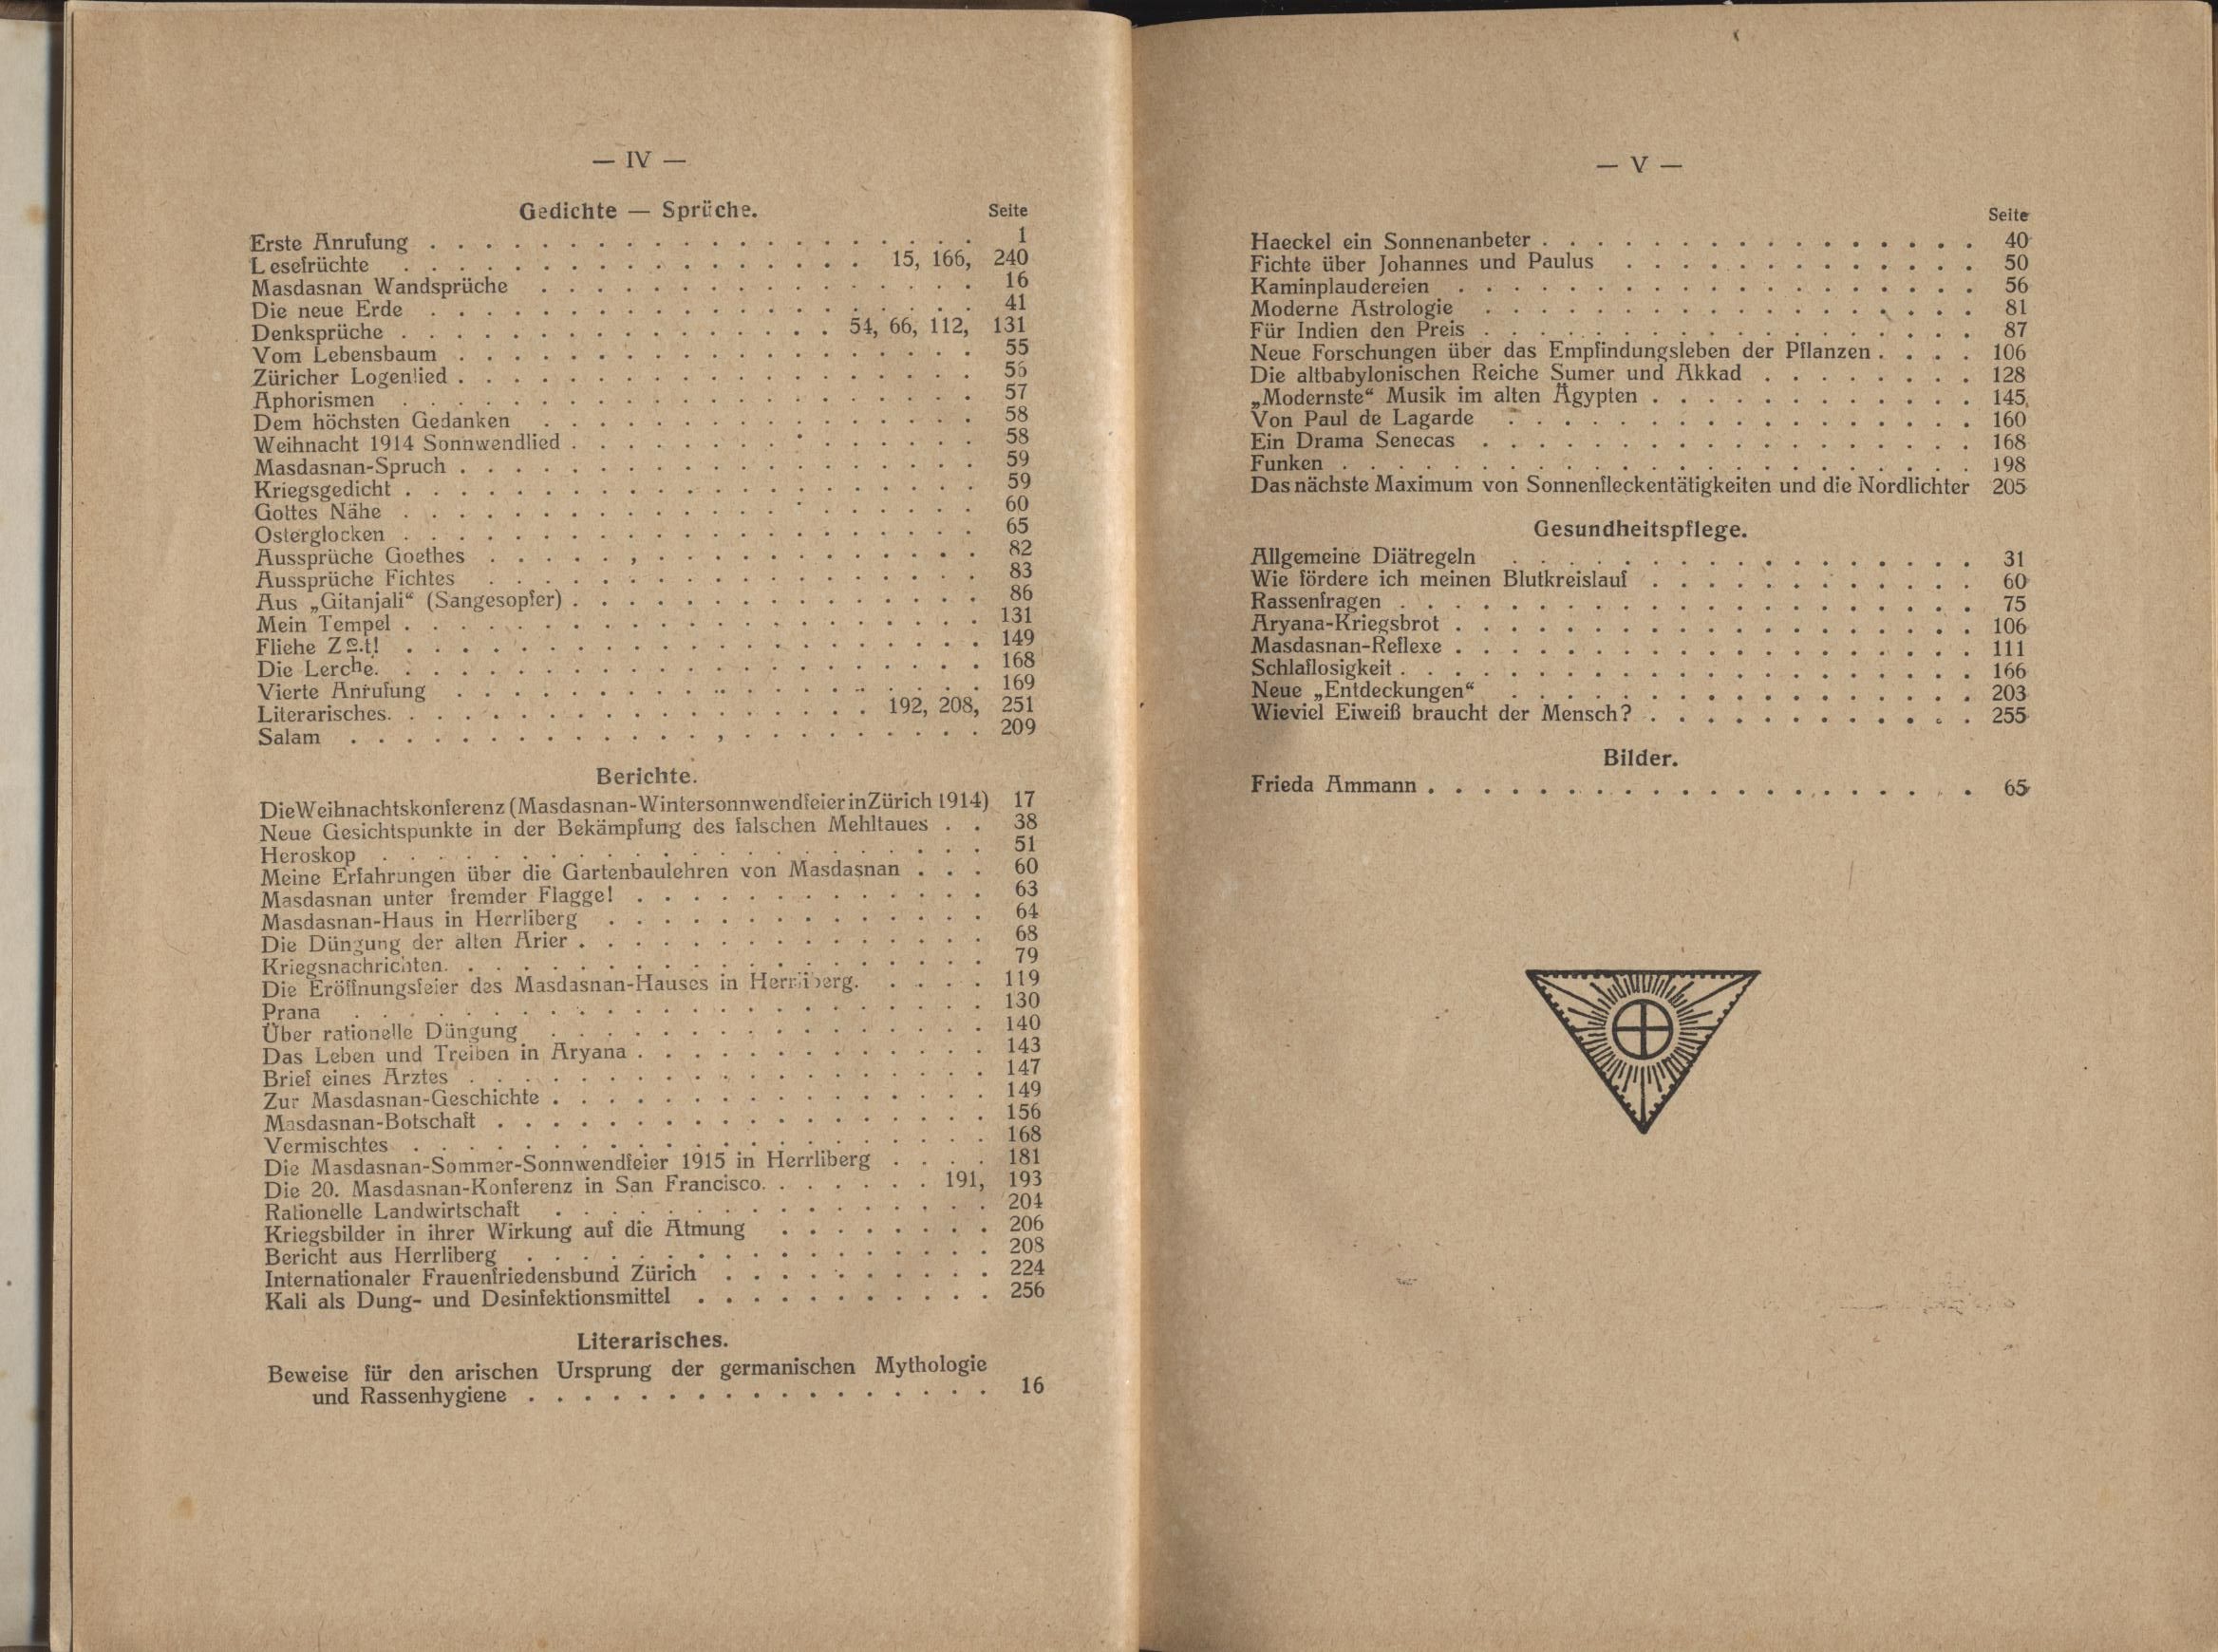 — IV —
Gedichte — Sprüche. Seite
Erste Anrufung . . . 1
Lesefrüchte . . . 15, 166, 240
Masdasnan Wandsprüche . . . 16
Die neue Erde . . . 41
Denksprüche . . . 54, 66, 112, 131
Vom Lebensbaum . . . 55
Züricher Logenlied . . . 55
Aphorismen . . . 57
Dem höchsten Gedanken . . . 58
Weihnacht 1914 Sonnwendlied . . . 58
Masdasnan-Spruch . . . 59
Kriegsgedicht . . . 59
Gottes Nähe . . . 60
Osterglocken . . . 65
Aussprüche Goethes . . . 82
Aussprüche Fichtes . . . 83
Aus „Gitanjali“ (Sangesopfer) . . . 86
Mein Tempel . . . 131
Fliehe . . . 149
Die Lerche. . . . 168
Vierte Anrufung . . . 169
Literarisches. . . . 192, 208, 251
Salam . . . 209
Berichte.
Die Weihnachtskonferenz (Masdasnan-Wintersonnwendfeier in Zürich 1914) 17
Neue Gesichtspunkte in der Bekämpfung des falschen Mehltaues . . 38
Heroskop . . . 51
Meine Erfahrungen über die Gartenbaulehren von Masdasnan . . . 60
Masdasnan unter fremder Flagge! . . . 63
Masdasnan-Haus in Herrliberg . . . 64
Die Düngung der alten Arier . . . 68
Kriegsnachrichten. . . . 79
Die Eröffnungsfeier des Masdasnan-Hauses in Herrliberg. . . . 119
Prana . . . 130
Über rationelle Düngung . . . 140
Das Leben und Treiben in Aryana . . . 143
Brief eines Arztes . . . 147
Zur Masdasnan-Geschichte . . . 149
Masdasnan-Botschaft . . . 156
Vermischtes . . . 168
Die Masdasnan-Sommer-Sonnwendfeier 1915 in Herrliberg . . . 181
Die 20. Masdasnan-Konferenz in San Francisco. . . . 191, 193
Rationelle Landwirtschaft . . . 204
Kriegsbilder in ihrer Wirkung auf die Atmung . . . 206
Bericht aus Herrliberg . . . 208
Internationaler Frauenfriedensbund Zürich . . . 224
Kali als Dung- und Desinfektionsmittel . . . 256
Literarisches.
Beweise für den arischen Ursprung der germanischen Mythologie
und Rassenhygiene . . . 16
— V —
Seite
Haeckel ein Sonnenanbeter . . . 40
Fichte über Johannes und Paulus . . . 50
Kaminplaudereien . . . 56
Moderne Astrologie . . . 81
Für Indien den Preis . . . 87
Neue Forschungen über das Empfindungsleben der Pflanzen . . . 106
Die altbabylonischen Reiche Sumer und Akkad . . . 128
„Modernste“ Musik im alten Ägypten . . . 145
Von Paul de Lagarde . . . 160
Ein Drama Senecas . . . 168
Funken . . . 198
Das nächste Maximum von Sonnenfleckentätigkeiten und die Nordlichter 205
Gesundheitspflege.
Allgemeine Diätregeln . . . 31
Wie fördere ich meinen Blutkreislauf . . . 60
Rassenfragen . . . 75
Aryana-Kriegsbrot . . . 106
Masdasnan-Reflexe . . . 111
Schlaflosigkeit . . . 166
Neue „Entdeckungen“ . . . 203
Wieviel Eiweiß braucht der Mensch? . . . 255
Bilder.
Frieda Ammann . . . 65